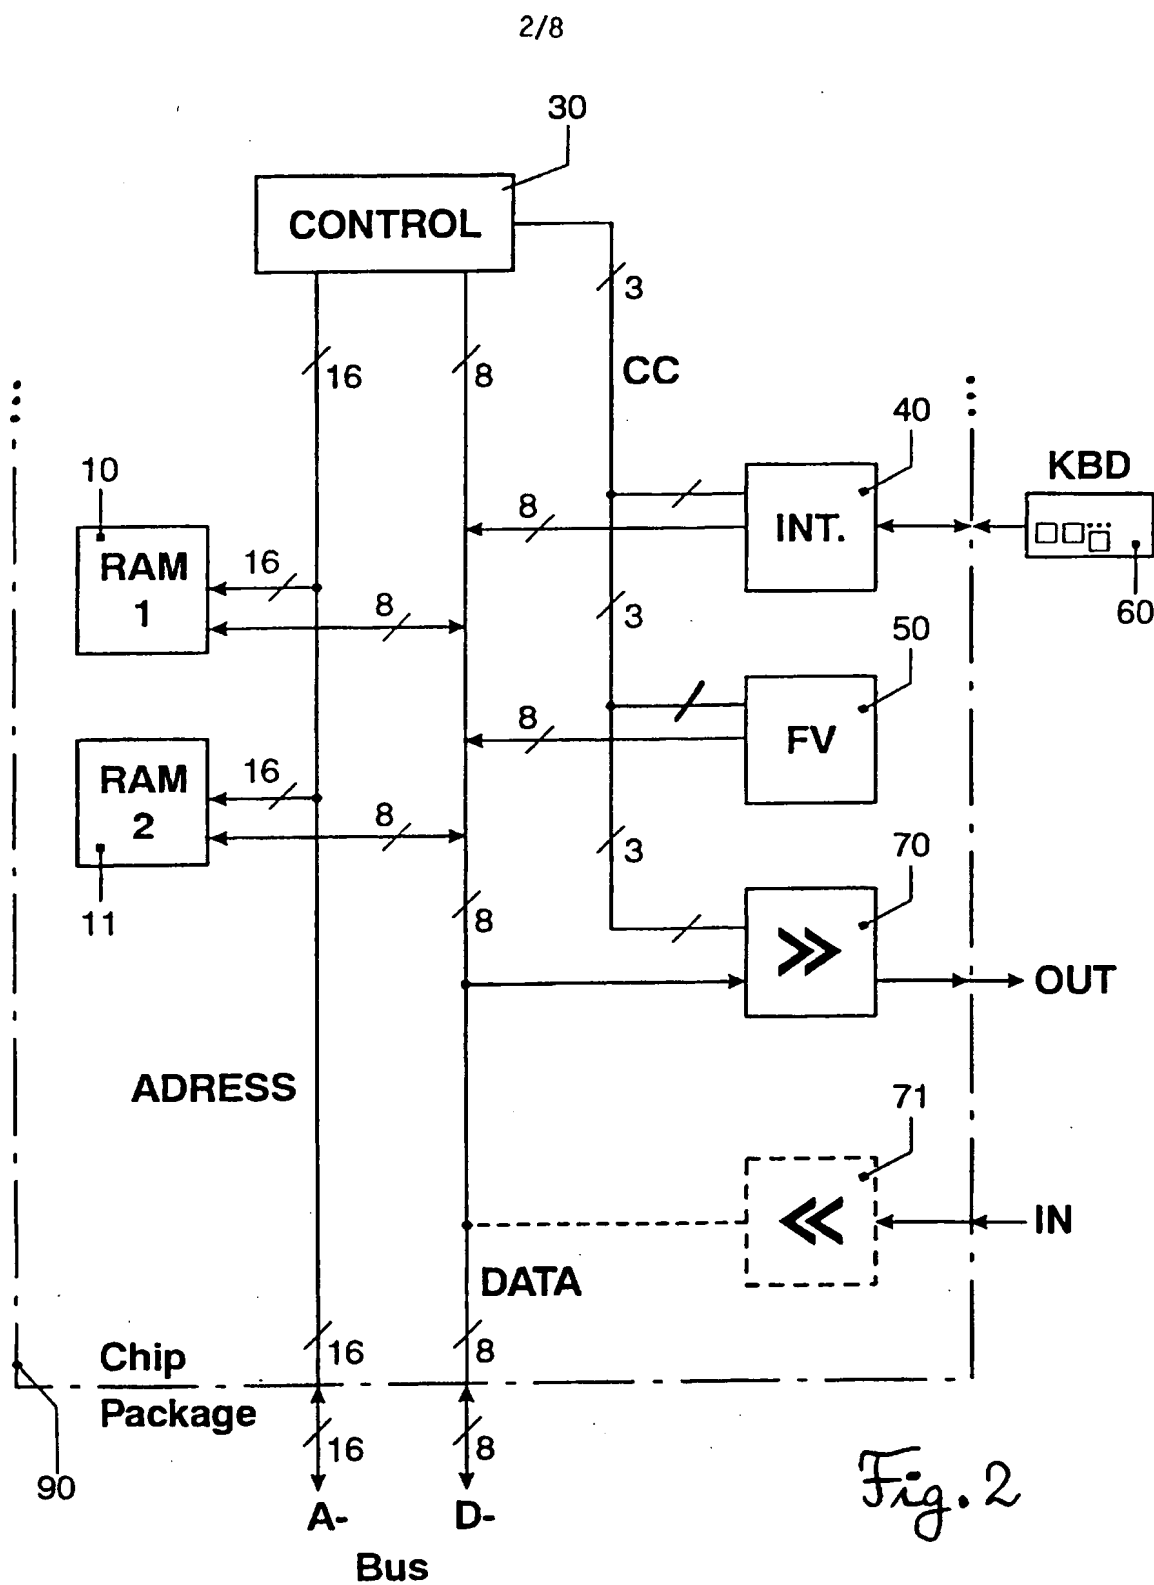 2/8
30
CONTROL
3
16
8
CC
40
10
KBD
8
INT.
RAM
1
16
8
3
60
50
8
FV
RAM
2
16
8
3
70
11
8
OUT
ADRESS
71
IN
DATA
16
8
Chip
Package
16
8
90
A-
D-
Bus
Fig. 2